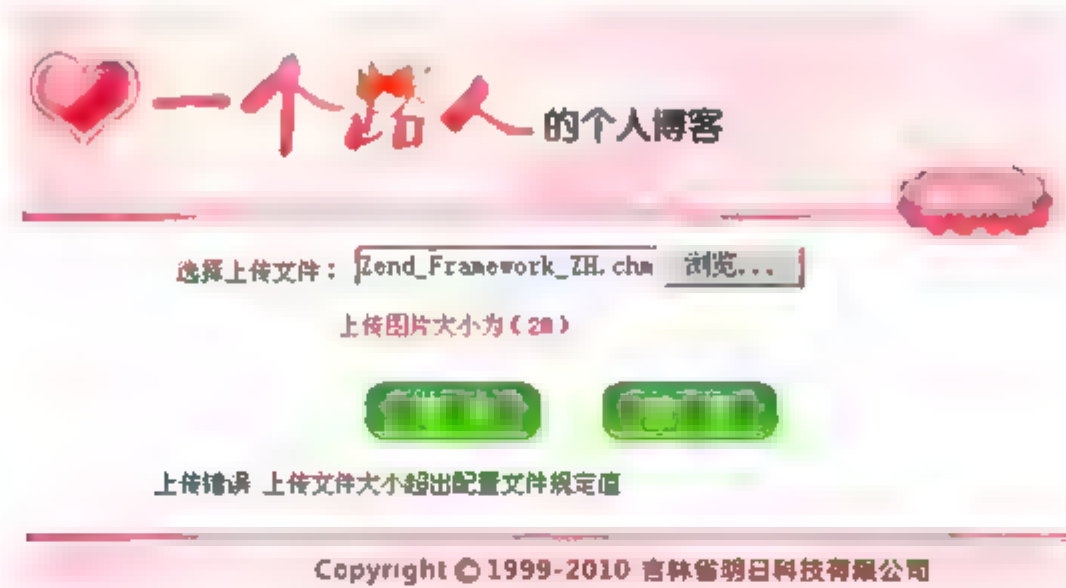 一个路人的个人博客
选择上传文件： Zend_Framework_ZH.chm 浏览...
上传图片大小为（2m）
上传错误 上传文件大小超出配置文件规定值
Copyright © 1999-2010 吉林省明日科技有限公司